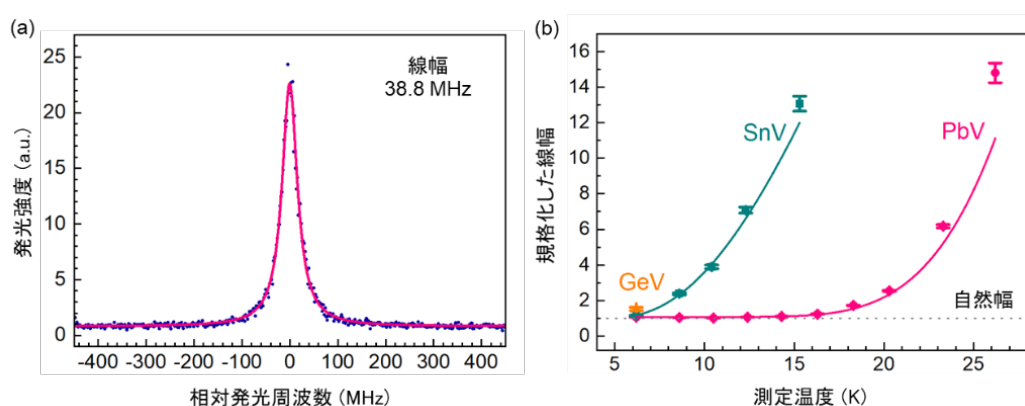 (a)
25
20
15
10
5
0
発光強度 (a.u.)
-400 -300 -200 -100 0 100 200 300 400
相対発光周波数 (MHz)
線幅
38.8 MHz
(b)
16
14
12
10
8
6
4
2
0
規格化した線幅
5 10 15 20 25
測定温度 (K)
SnV
PbV
GeV
自然幅